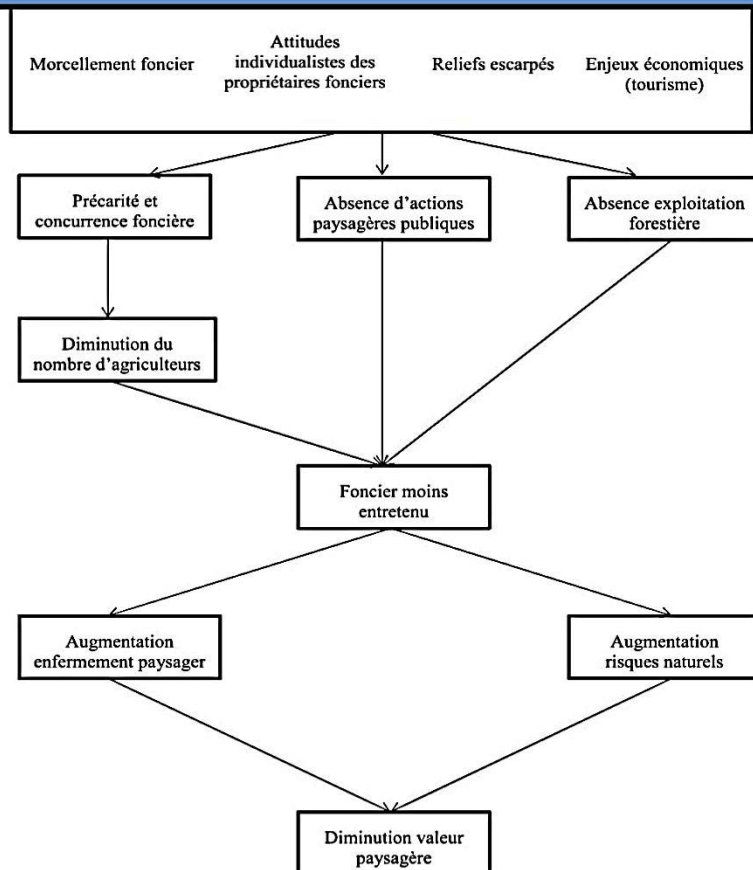 Morcellement foncier
Attitudes
individualistes des
propriétaires fonciers
Reliefs escarpés
Enjeux économiques
(tourisme)
Précarité et
concurrence foncière
Absence d'actions
paysagères publiques
Absence exploitation
forestière
Diminution du
nombre d'agriculteurs
Foncier moins
entretenu
Augmentation
enfermement paysager
Augmentation
risques naturels
Diminution valeur
paysagère